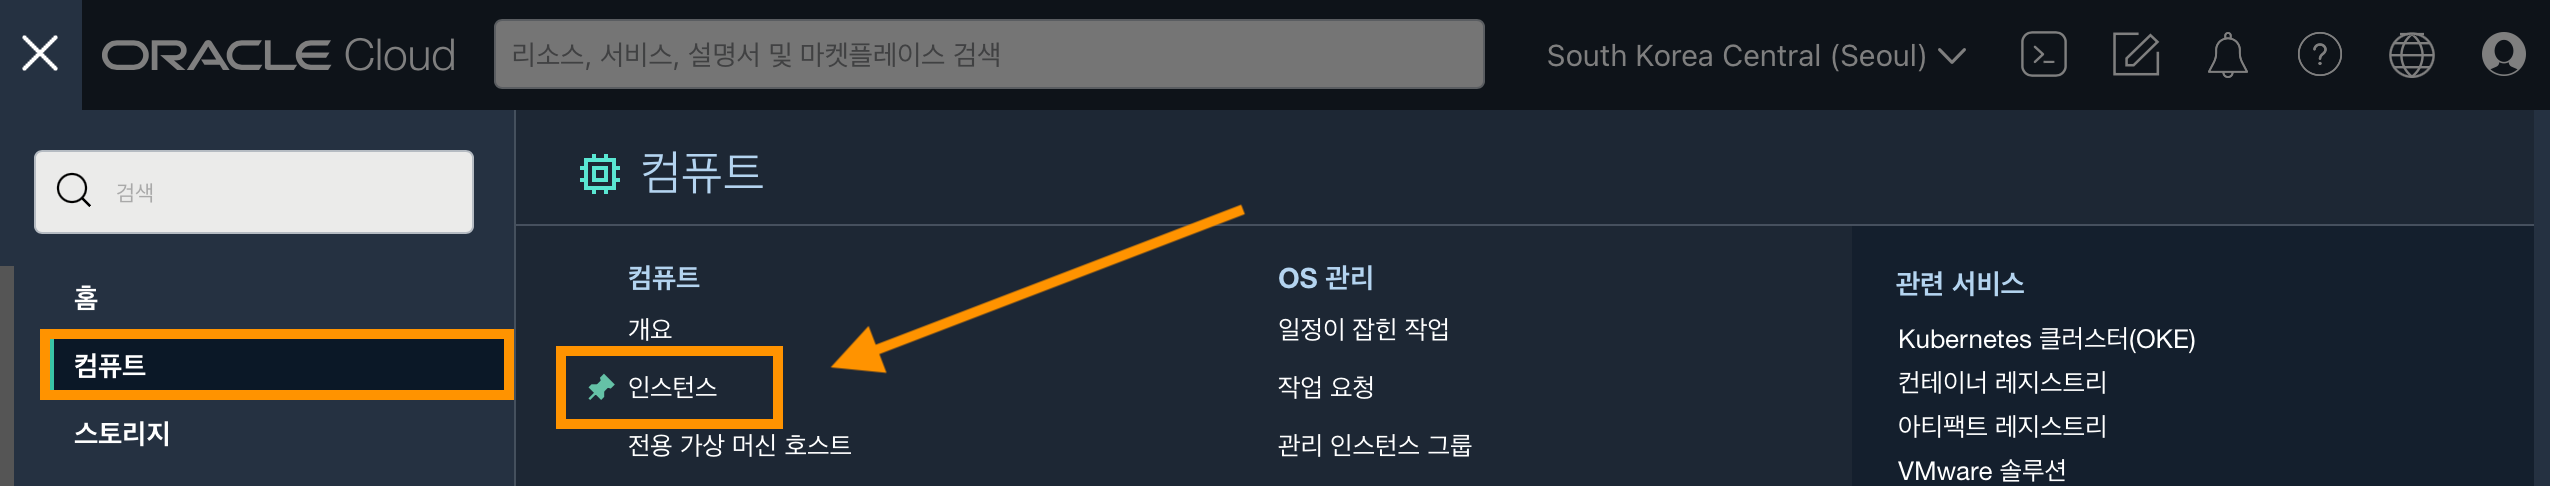 ORACLE Cloud
리소스, 서비스, 설명서 및 마켓플레이스 검색
South Korea Central (Seoul)
검색
홈
컴퓨트
스토리지
컴퓨트
컴퓨트
개요
인스턴스
전용 가상 머신 호스트
OS 관리
일정이 잡힌 작업
작업 요청
관리 인스턴스 그룹
관련 서비스
Kubernetes 클러스터(OKE)
컨테이너 레지스트리
아티팩트 레지스트리
VMware 솔루션